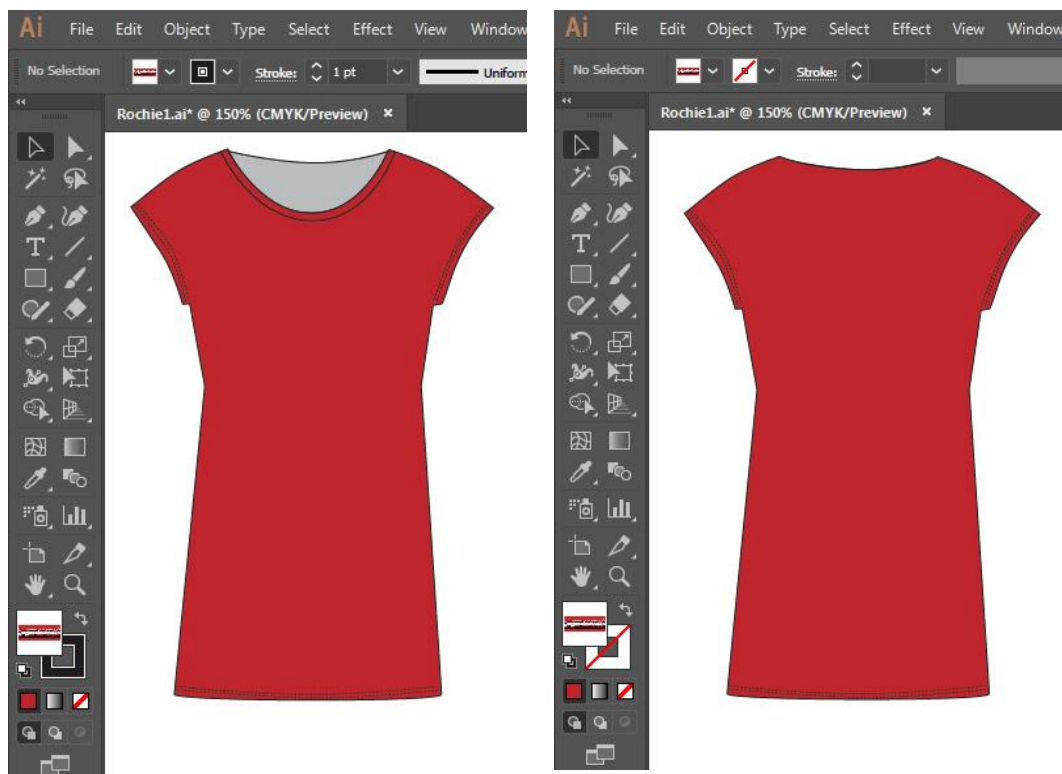 Ai File Edit Object Type Select Effect View Window
No Selection Stroke: 1 pt Uniform
Rochie1.ai* @ 150% (CMYK/Preview) ×
Ai File Edit Object Type Select Effect View Window
No Selection Stroke:
Rochie1.ai* @ 150% (CMYK/Preview) ×